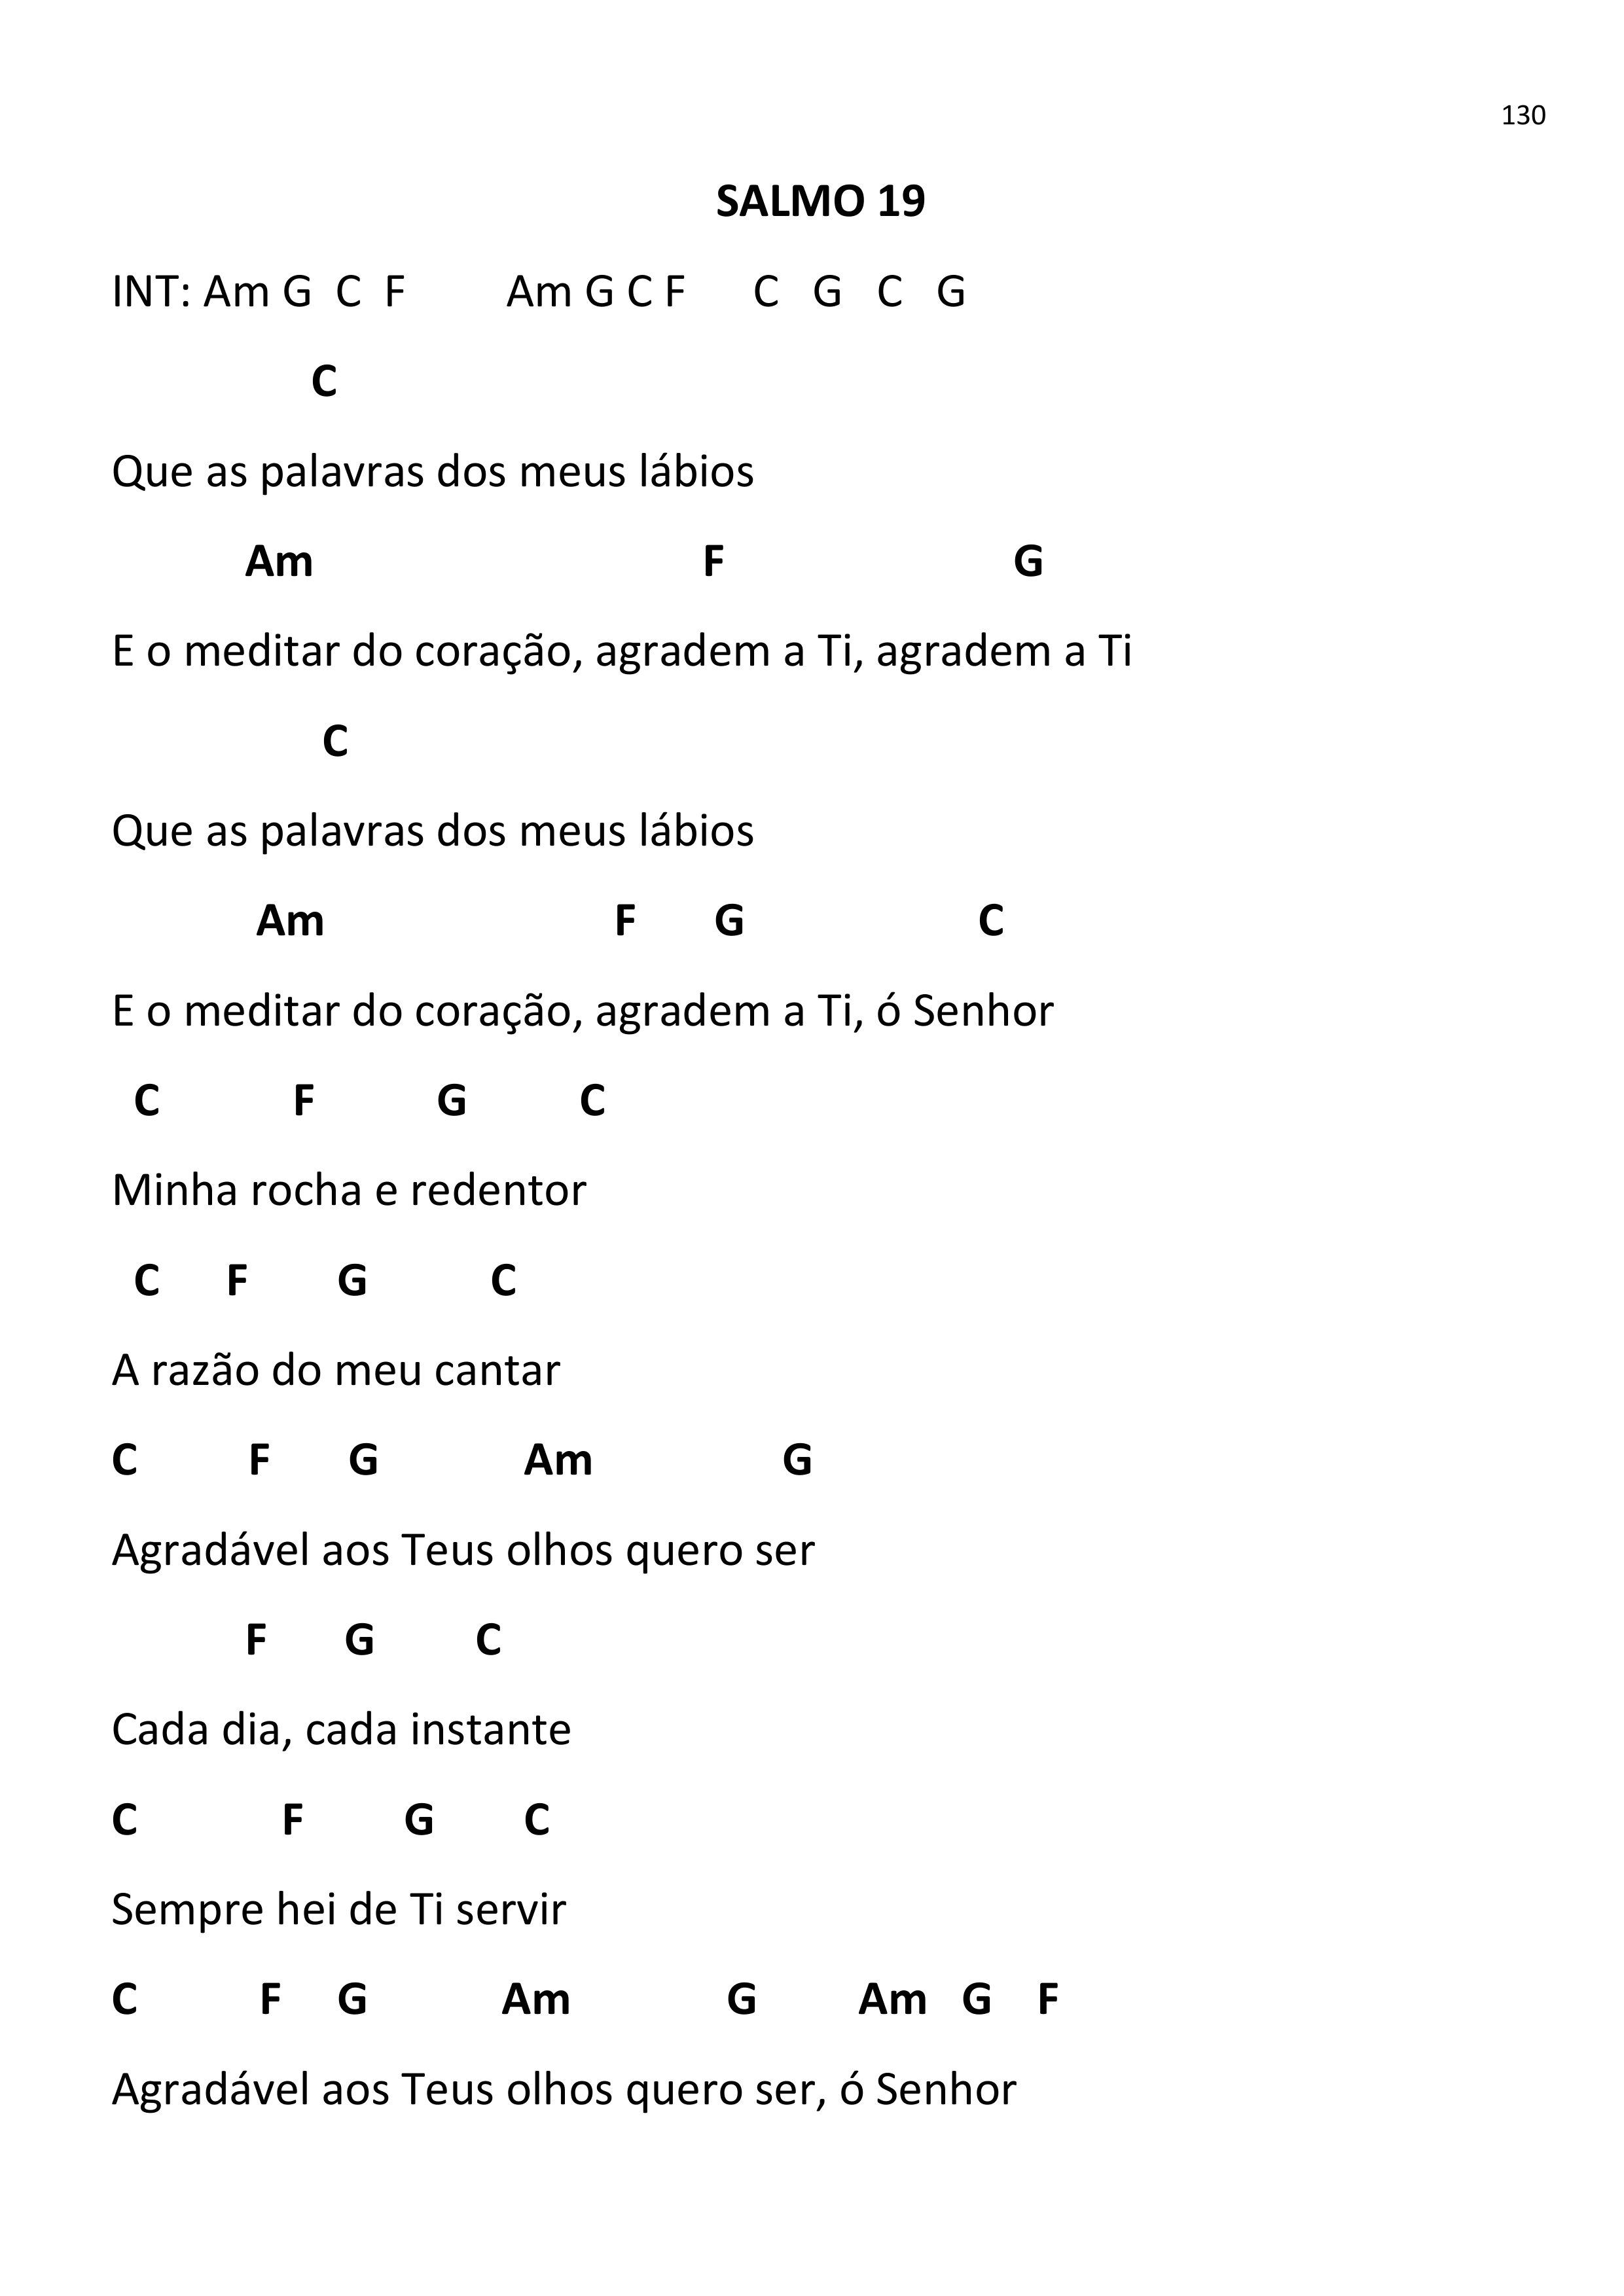 130
SALMO 19
INT: Am G C F Am G C F C G C G
C
Que as palavras dos meus lábios
Am F G
E o meditar do coração, agradem a Ti, agradem a Ti
C
Que as palavras dos meus lábios
Am F G C
E o meditar do coração, agradem a Ti, ó Senhor
C F G C
Minha rocha e redentor
C F G C
A razão do meu cantar
C F G Am G
Agradável aos Teus olhos quero ser
F G C
Cada dia, cada instante
C F G C
Sempre hei de Ti servir
C F G Am G Am G F
Agradável aos Teus olhos quero ser, ó Senhor